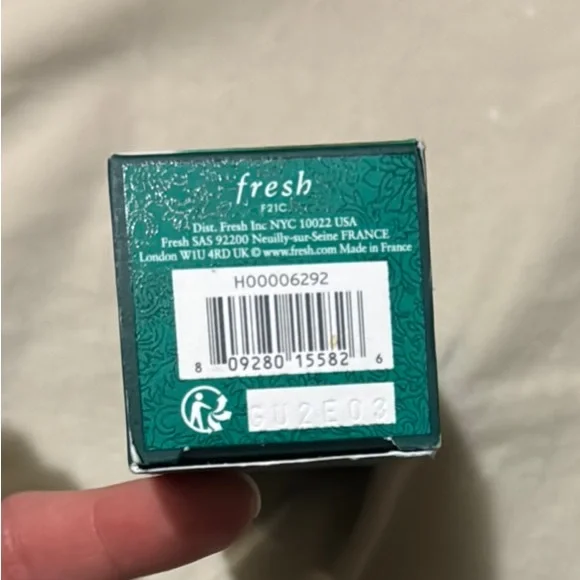 fresh
F21C
Dist. Fresh Inc NYC 10022 USA
Fresh SAS 92200 Neuilly-sur-Seine FRANCE
London W1U 4RD UK © www.fresh.com Made in France
H00006292
8 09280 15582 6
GU2E03